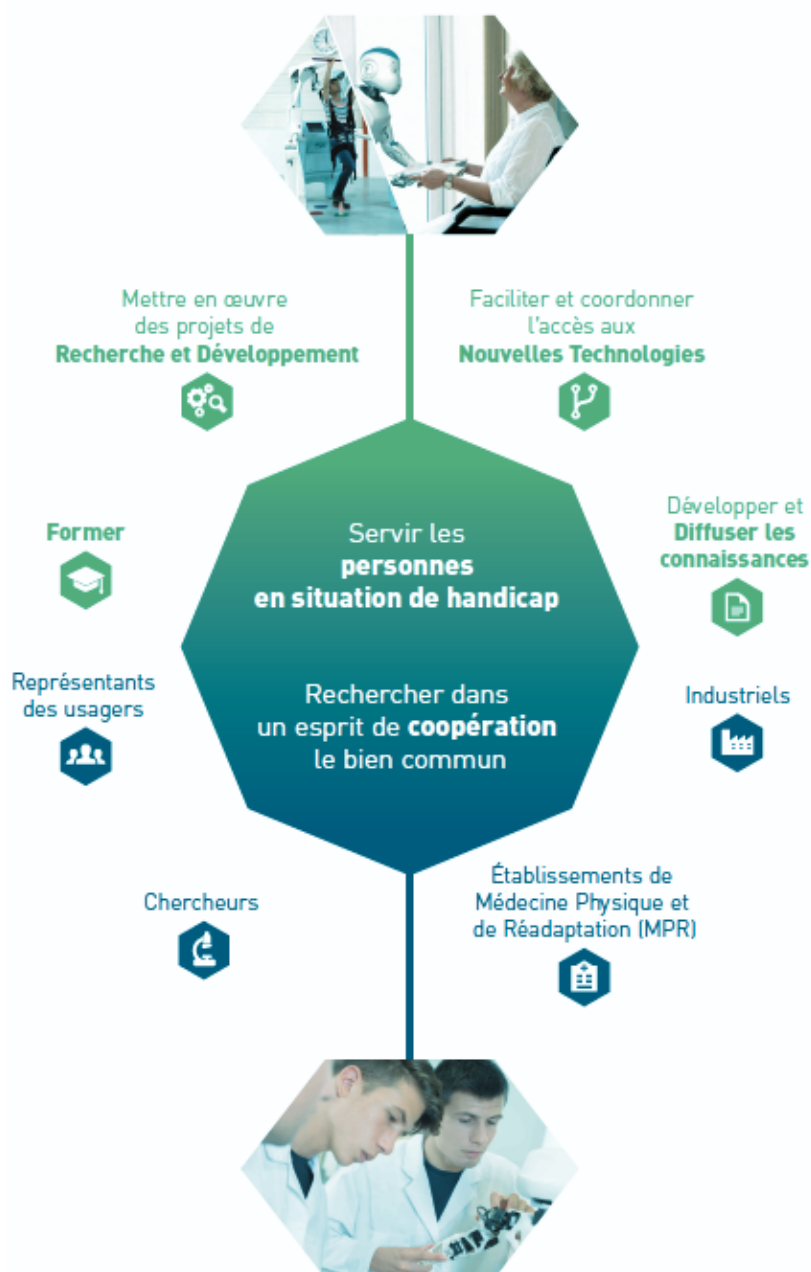 Mettre en œuvre
des projets de
Recherche et Développement
Faciliter et coordonner
l'accès aux
Nouvelles Technologies
Former
Développer et
Diffuser les
connaissances
Servir les
personnes
en situation de handicap
Rechercher dans
un esprit de coopération
le bien commun
Représentants
des usagers
Industriels
Chercheurs
Établissements de
Médecine Physique et
de Réadaptation (MPR)